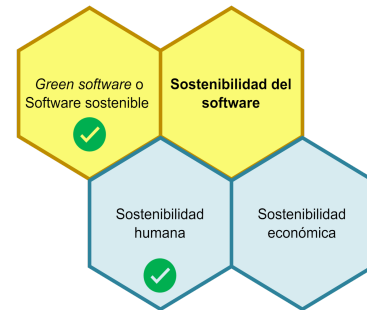 Green software o
Software sostenible
Sostenibilidad del
software
Sostenibilidad
humana
Sostenibilidad
económica